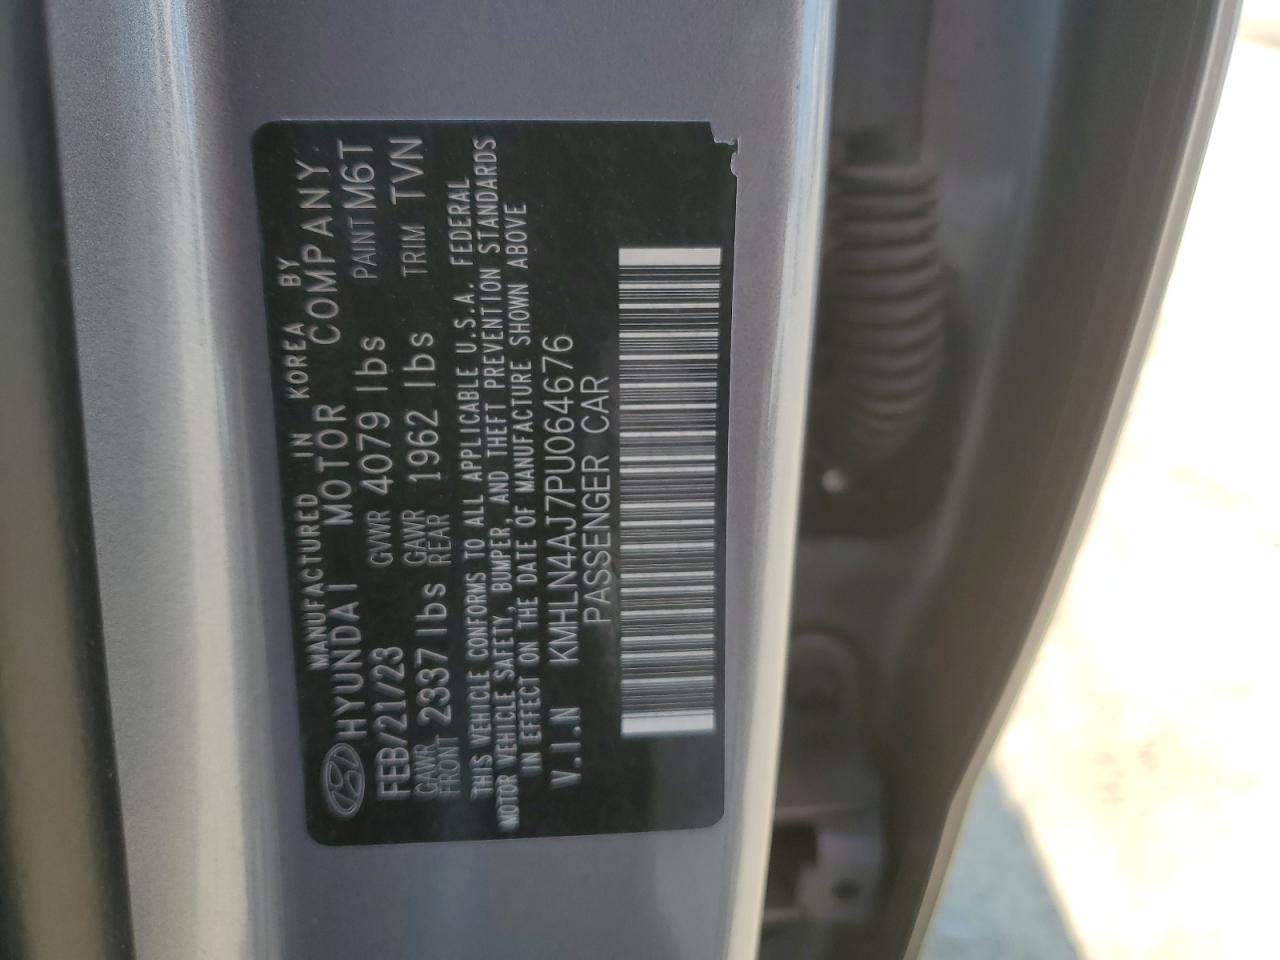 MANUFACTURED IN KOREA BY
HYUNDAI MOTOR COMPANY
FEB/21/23 GVWR 4079 lbs PAINT M6T
GAWR FRONT 2337 lbs GAWR REAR 1962 lbs TRIM TVN
THIS VEHICLE CONFORMS TO ALL APPLICABLE U.S.A. FEDERAL
MOTOR VEHICLE SAFETY, BUMPER, AND THEFT PREVENTION STANDARDS
IN EFFECT ON THE DATE OF MANUFACTURE SHOWN ABOVE
V.I.N KMHLN4AJ7PU064676
PASSENGER CAR